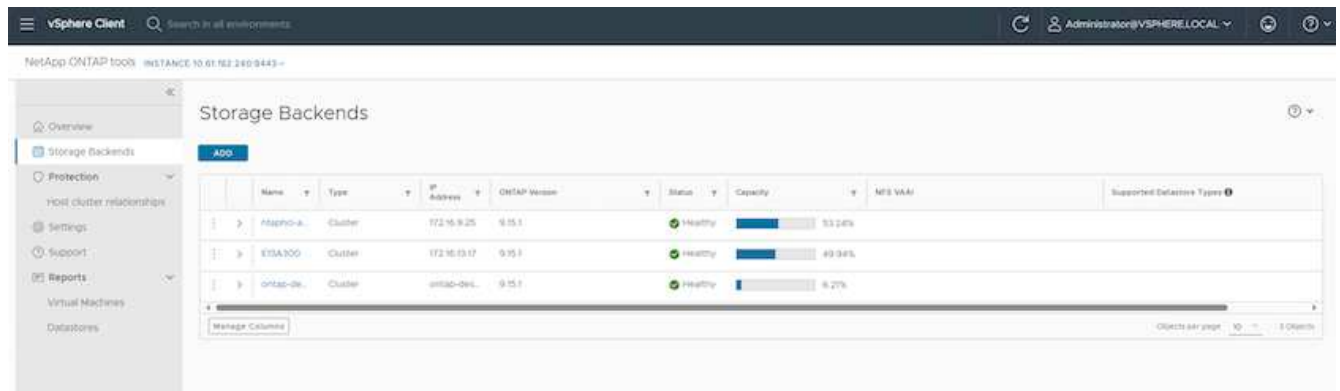 vSphere Client Search in all environments Administrator@VSPHERE.LOCAL
NetApp ONTAP tools INSTANCE 10.61.182.240:8443
Storage Backends
Overview
Storage Backends
Protection
Host cluster relationships
Settings
Support
Reports
Virtual Machines
Datastores
ADD
Name Type IP Address ONTAP Version Status Capacity NFS VAAI Supported Datastore Types
Cluster 172.16.9.25 9.15.1 Healthy 53.24%
E13A300 Cluster 172.16.13.17 9.15.1 Healthy 49.94%
ontap-de... Cluster ontap-des... 9.15.1 Healthy 6.21%
Manage Columns Objects per page 10 3 Objects